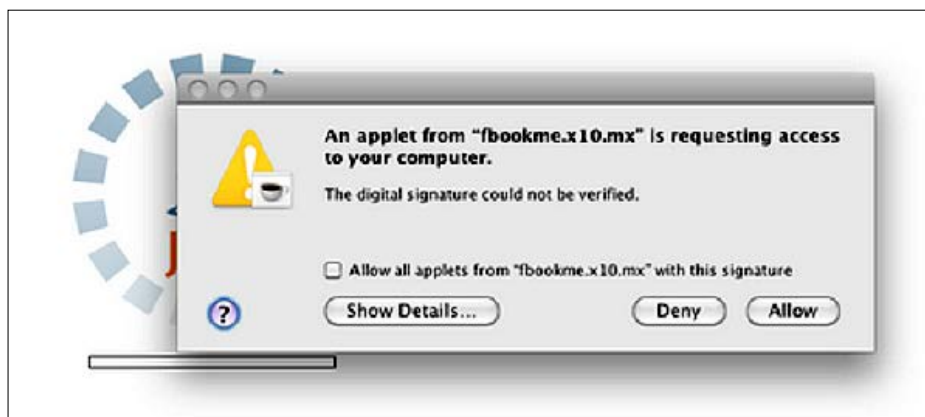 An applet from "fbookme.x10.mx" is requesting access
to your computer.
The digital signature could not be verified.
Allow all applets from "fbookme.x10.mx" with this signature
?
Show Details...
Deny
Allow